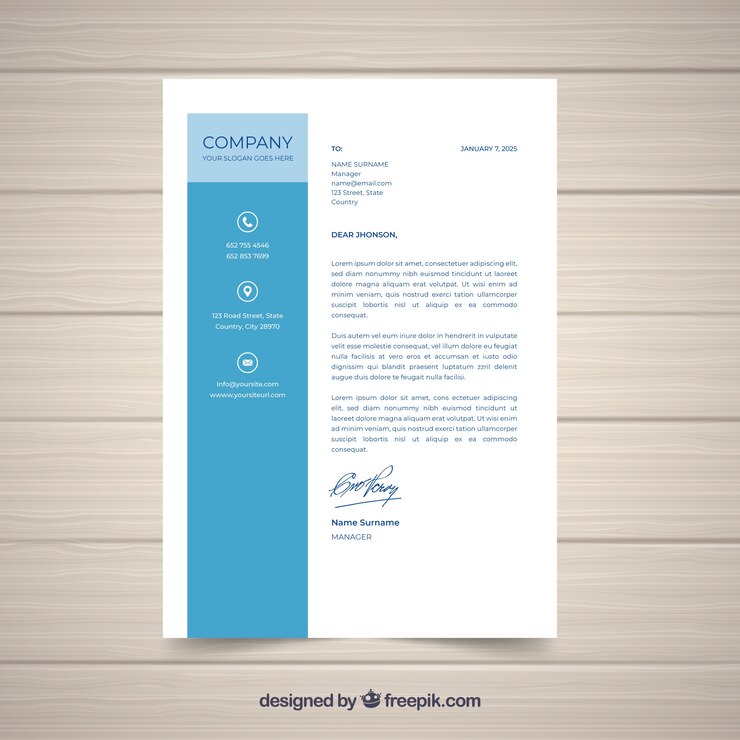 COMPANY
YOUR SLOGAN GOES HERE
652 755 4546
652 853 7699
123 Road Street, State
Country, City 28970
Info@yoursite.com
wwww.yoursiteurl.com
TO:
JANUARY 7, 2025
NAME SURNAME
Manager
name@email.com
123 Street, State
Country
DEAR JHONSON,
Lorem ipsum dolor sit amet, consectetuer adipiscing elit,
sed diam nonummy nibh euismod tincidunt ut laoreet
dolore magna aliquam erat volutpat. Ut wisi enim ad
minim veniam, quis nostrud exerci tation ullamcorper
suscipit lobortis nisl ut aliquip ex ea commodo
consequat.
Duis autem vel eum iriure dolor in hendrerit in vulputate
velit esse molestie consequat, vel illum dolore eu feugiat
nulla facilisis at vero eros et accumsan et iusto odio
dignissim qui blandit praesent luptatum zzril delenit
augue duis dolore te feugait nulla facilisi.
Lorem ipsum dolor sit amet, cons ectetuer adipiscing
elit, sed diam nonummy nibh euismod tincidunt ut
laoreet dolore magna aliquam erat volutpat. Ut wisi enim
ad minim veniam, quis nostrud exerci tation ullamcorper
suscipit lobortis nisl ut aliquip ex ea commodo
consequat.
Name Surname
MANAGER
designed by freepik.com